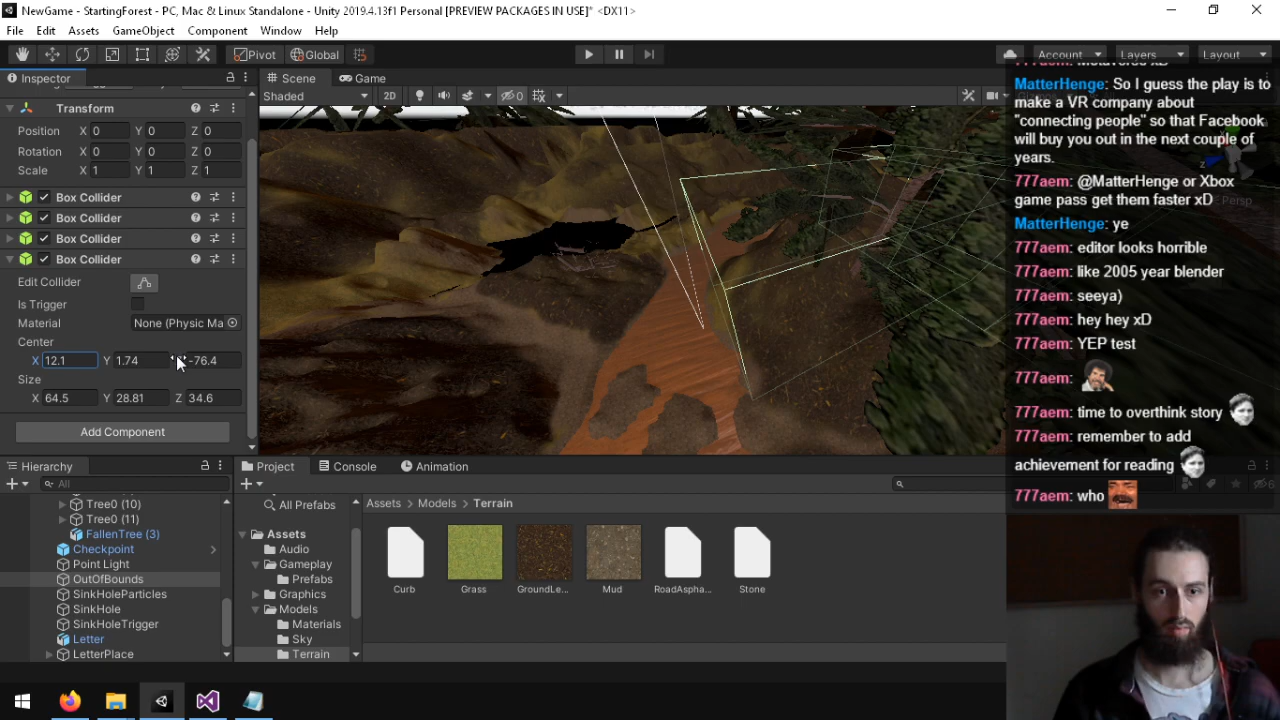 NewGame - StartingForest - PC, Mac & Linux Standalone - Unity 2019.4.13f1 Personal [PREVIEW PACKAGES IN USE]* <DX11>
File Edit Assets GameObject Component Window Help
Pivot Global Account Layers Layout
Inspector
Scene Game
Shaded 2D 0
Transform
Position X 0 Y 0 Z 0
Rotation X 0 Y 0 Z 0
Scale X 1 Y 1 Z 1
Box Collider
Box Collider
Box Collider
Box Collider
Edit Collider
Is Trigger
Material None (Physic Ma
Center
X 12.1 Y 1.74 -76.4
Size
X 64.5 Y 28.81 Z 34.6
Add Component
Hierarchy
All
Tree0 (10)
Tree0 (11)
FallenTree (3)
Checkpoint
Point Light
OutOfBounds
SinkHoleParticles
SinkHole
SinkHoleTrigger
Letter
LetterPlace
Project Console Animation
All Prefabs
Assets
Audio
Gameplay
Prefabs
Graphics
Models
Materials
Sky
Terrain
Assets Models Terrain
Curb Grass GroundLe... Mud RoadAspha... Stone
MatterHenge: So I guess the play is to
make a VR company about
"connecting people" so that Facebook
will buy you out in the next couple of
years.
777aem: @MatterHenge or Xbox
game pass get them faster xD
MatterHenge: ye
777aem: editor looks horrible
777aem: like 2005 year blender
777aem: seeya)
777aem: hey hey xD
777aem: YEP test
777aem:
777aem: time to overthink story
777aem: remember to add
achievement for reading
777aem: who